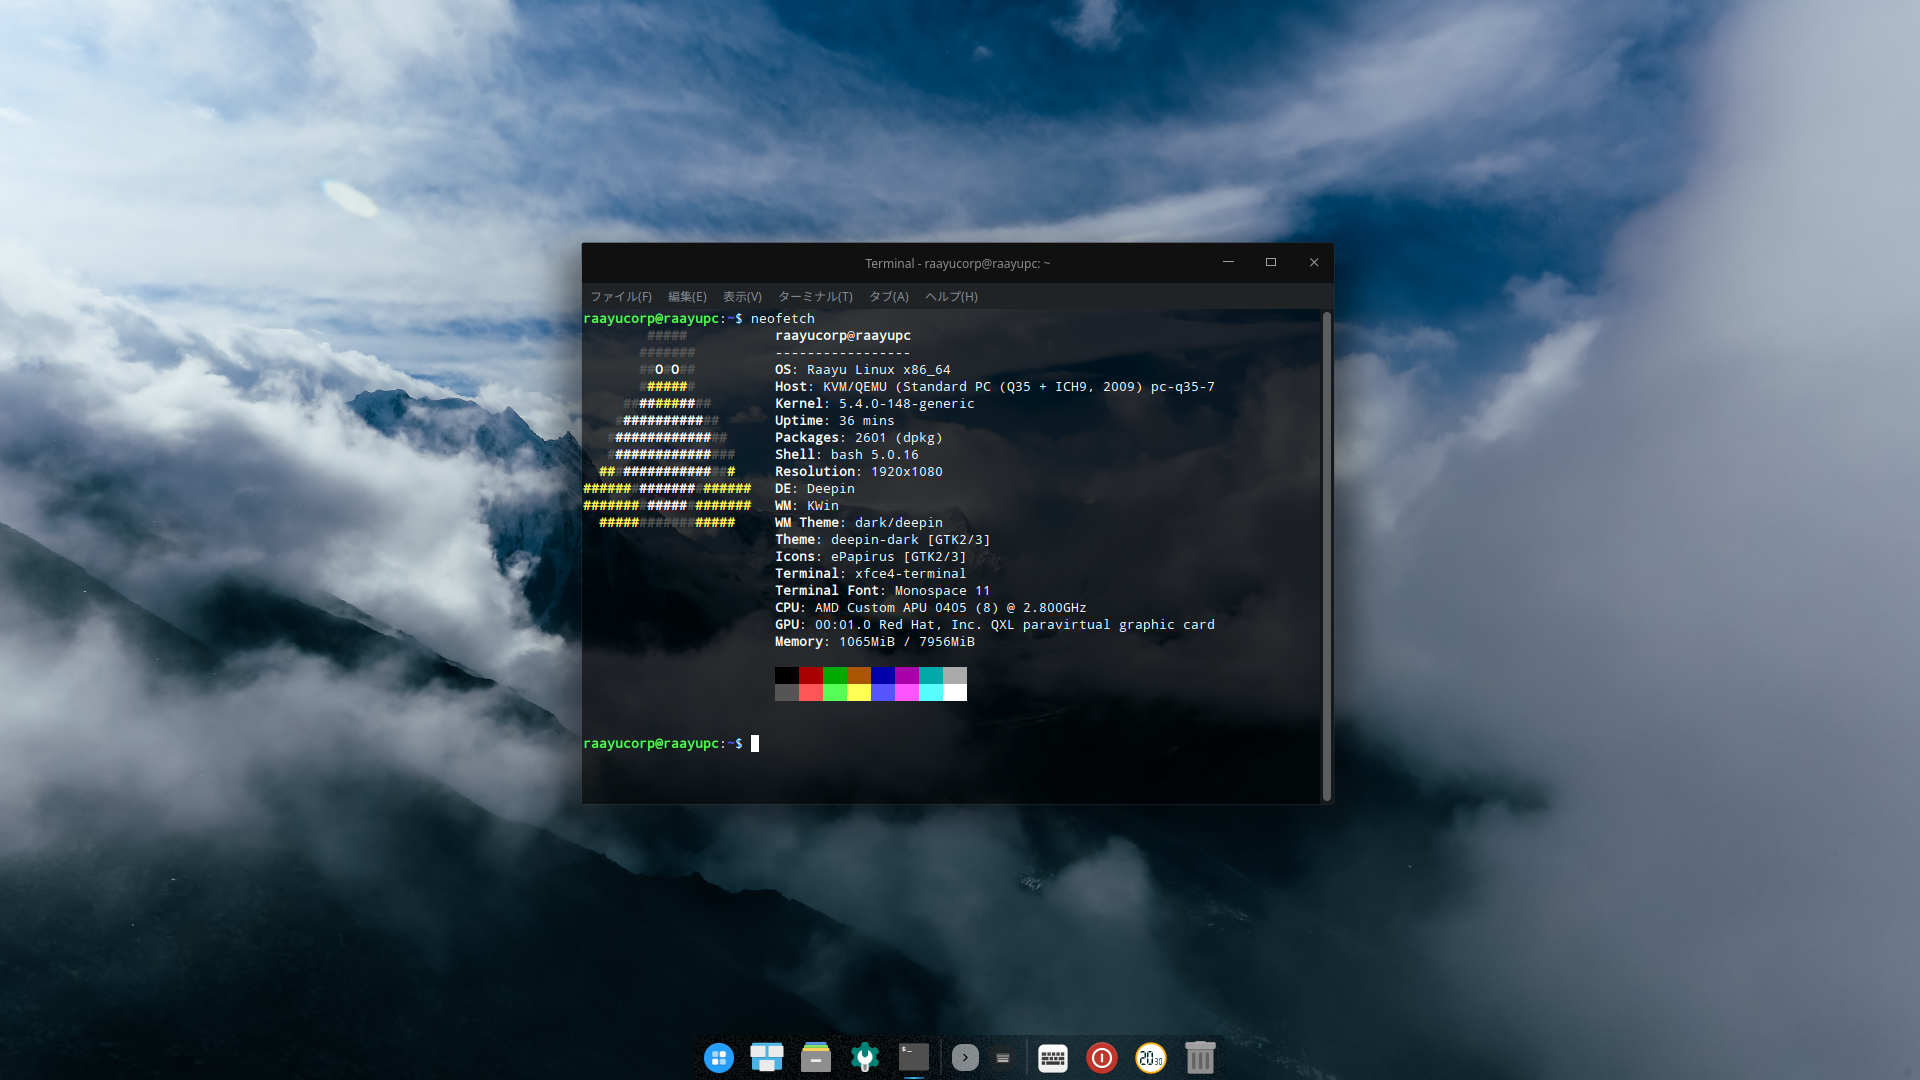 Terminal - raayucorp@raayupc: ~
ファイル(F) 編集(E) 表示(V) ターミナル(T) タブ(A) ヘルプ(H)
raayucorp@raayupc:~$ neofetch
raayucorp@raayupc
-----------------
OS: Raayu Linux x86_64
Host: KVM/QEMU (Standard PC (Q35 + ICH9, 2009) pc-q35-7
Kernel: 5.4.0-148-generic
Uptime: 36 mins
Packages: 2601 (dpkg)
Shell: bash 5.0.16
Resolution: 1920x1080
DE: Deepin
WM: KWin
WM Theme: dark/deepin
Theme: deepin-dark [GTK2/3]
Icons: ePapirus [GTK2/3]
Terminal: xfce4-terminal
Terminal Font: Monospace 11
CPU: AMD Custom APU 0405 (8) @ 2.800GHz
GPU: 00:01.0 Red Hat, Inc. QXL paravirtual graphic card
Memory: 1065MiB / 7956MiB
raayucorp@raayupc:~$
20:30